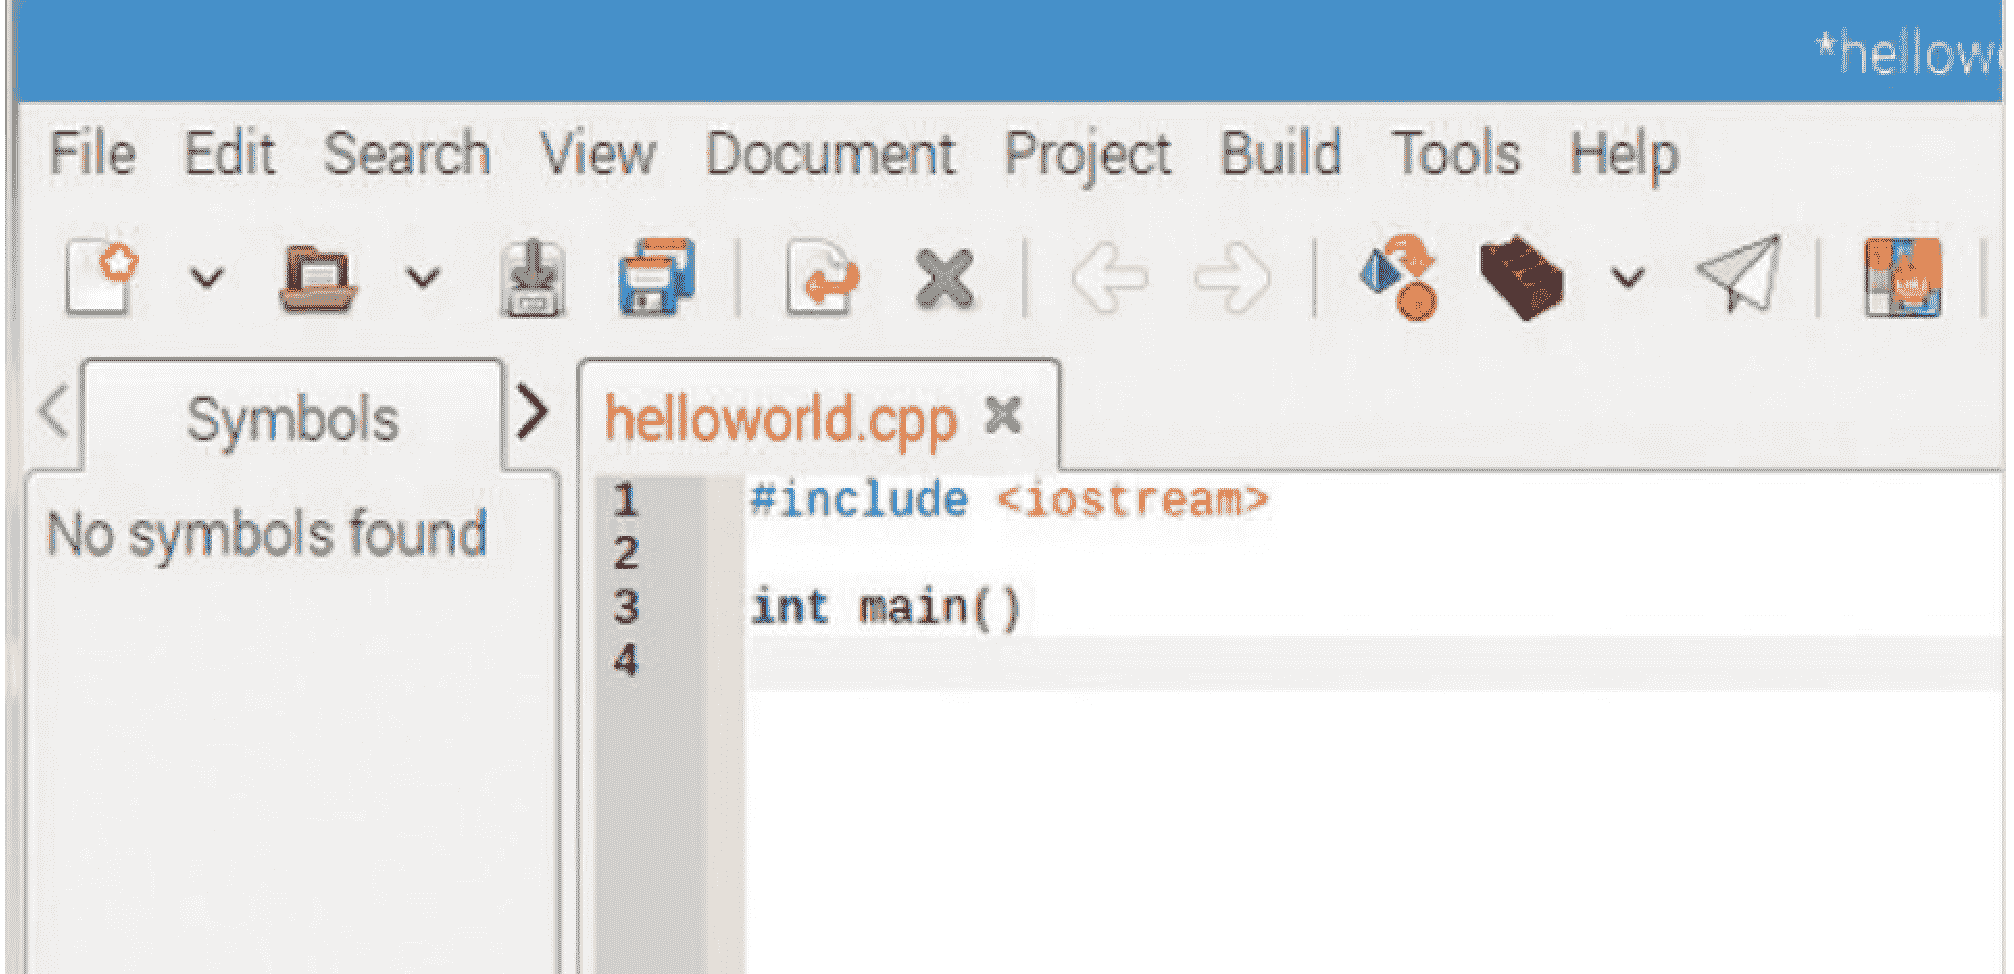 *hellow
File Edit Search View Document Project Build Tools Help
Symbols
helloworld.cpp
No symbols found
1 #include <iostream>
2
3 int main()
4